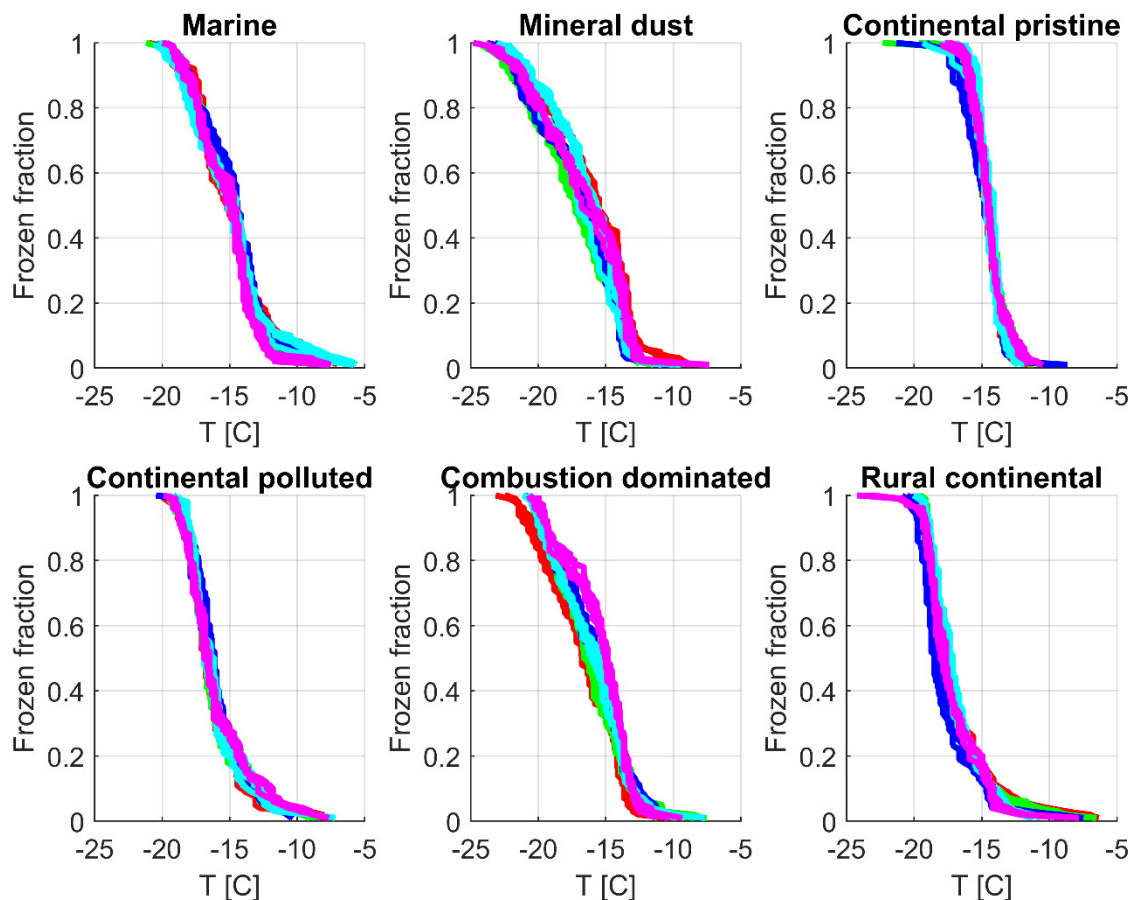 Marine
Mineral dust
Continental pristine
1
0.8
0.6
0.4
0.2
0
Frozen fraction
-25 -20 -15 -10 -5
T [C]
1
0.8
0.6
0.4
0.2
0
Frozen fraction
-25 -20 -15 -10 -5
T [C]
1
0.8
0.6
0.4
0.2
0
Frozen fraction
-25 -20 -15 -10 -5
T [C]
Continental polluted
Combustion dominated
Rural continental
1
0.8
0.6
0.4
0.2
0
Frozen fraction
-25 -20 -15 -10 -5
T [C]
1
0.8
0.6
0.4
0.2
0
Frozen fraction
-25 -20 -15 -10 -5
T [C]
1
0.8
0.6
0.4
0.2
0
Frozen fraction
-25 -20 -15 -10 -5
T [C]